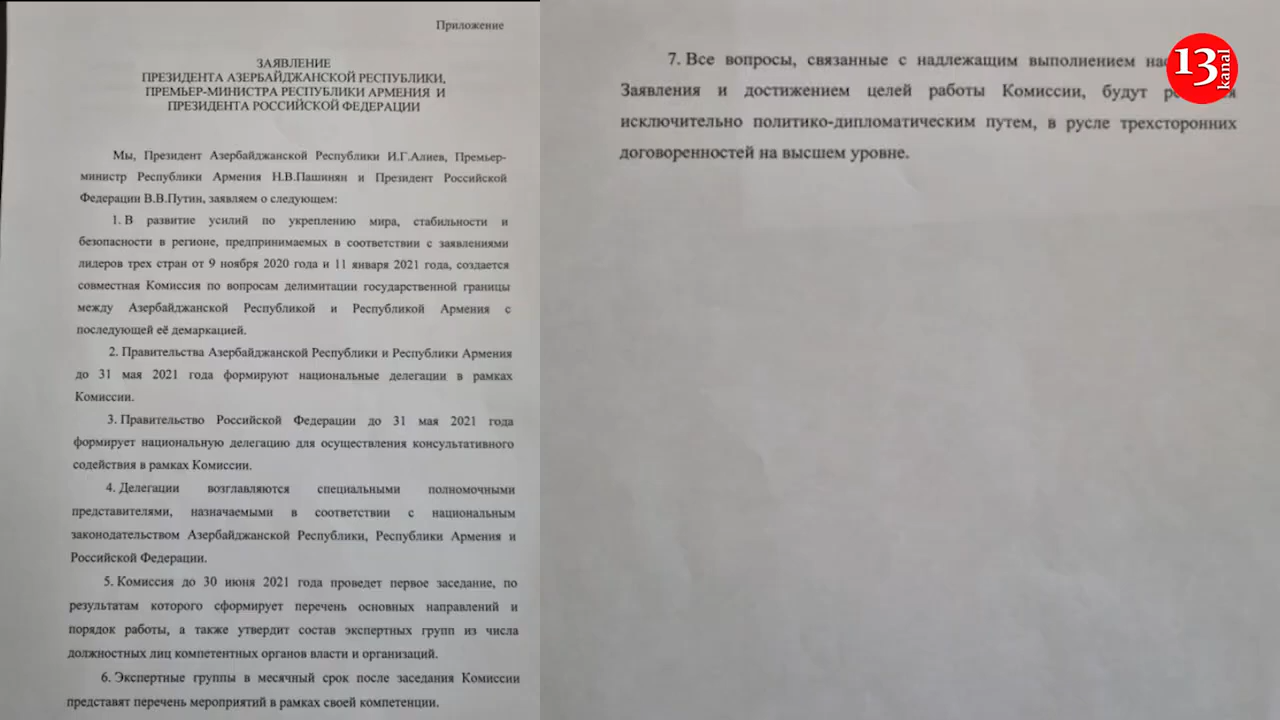 Приложение
ЗАЯВЛЕНИЕ
ПРЕЗИДЕНТА АЗЕРБАЙДЖАНСКОЙ РЕСПУБЛИКИ,
ПРЕМЬЕР-МИНИСТРА РЕСПУБЛИКИ АРМЕНИЯ И
ПРЕЗИДЕНТА РОССИЙСКОЙ ФЕДЕРАЦИИ
Мы, Президент Азербайджанской Республики И.Г.Алиев, Премьер-
министр Республики Армения Н.В.Пашинян и Президент Российской
Федерации В.В.Путин, заявляем о следующем:
1. В развитие усилий по укреплению мира, стабильности и
безопасности в регионе, предпринимаемых в соответствии с заявлениями
лидеров трех стран от 9 ноября 2020 года и 11 января 2021 года, создается
совместная Комиссия по вопросам делимитации государственной границы
между Азербайджанской Республикой и Республикой Армения с
последующей её демаркацией.
2. Правительства Азербайджанской Республики и Республики Армения
до 31 мая 2021 года формируют национальные делегации в рамках
Комиссии.
3. Правительство Российской Федерации до 31 мая 2021 года
формирует национальную делегацию для осуществления консультативного
содействия в рамках Комиссии.
4. Делегации возглавляются специальными полномочными
представителями, назначаемыми в соответствии с национальным
законодательством Азербайджанской Республики, Республики Армения и
Российской Федерации.
5. Комиссия до 30 июня 2021 года проведет первое заседание, по
результатам которого сформирует перечень основных направлений и
порядок работы, а также утвердит состав экспертных групп из числа
должностных лиц компетентных органов власти и организаций.
6. Экспертные группы в месячный срок после заседания Комиссии
представят перечень мероприятий в рамках своей компетенции.
7. Все вопросы, связанные с надлежащим выполнением
Заявления и достижением целей работы Комиссии, будут
исключительно политико-дипломатическим путем, в русле трехсторонних
договоренностей на высшем уровне.
13 kanal